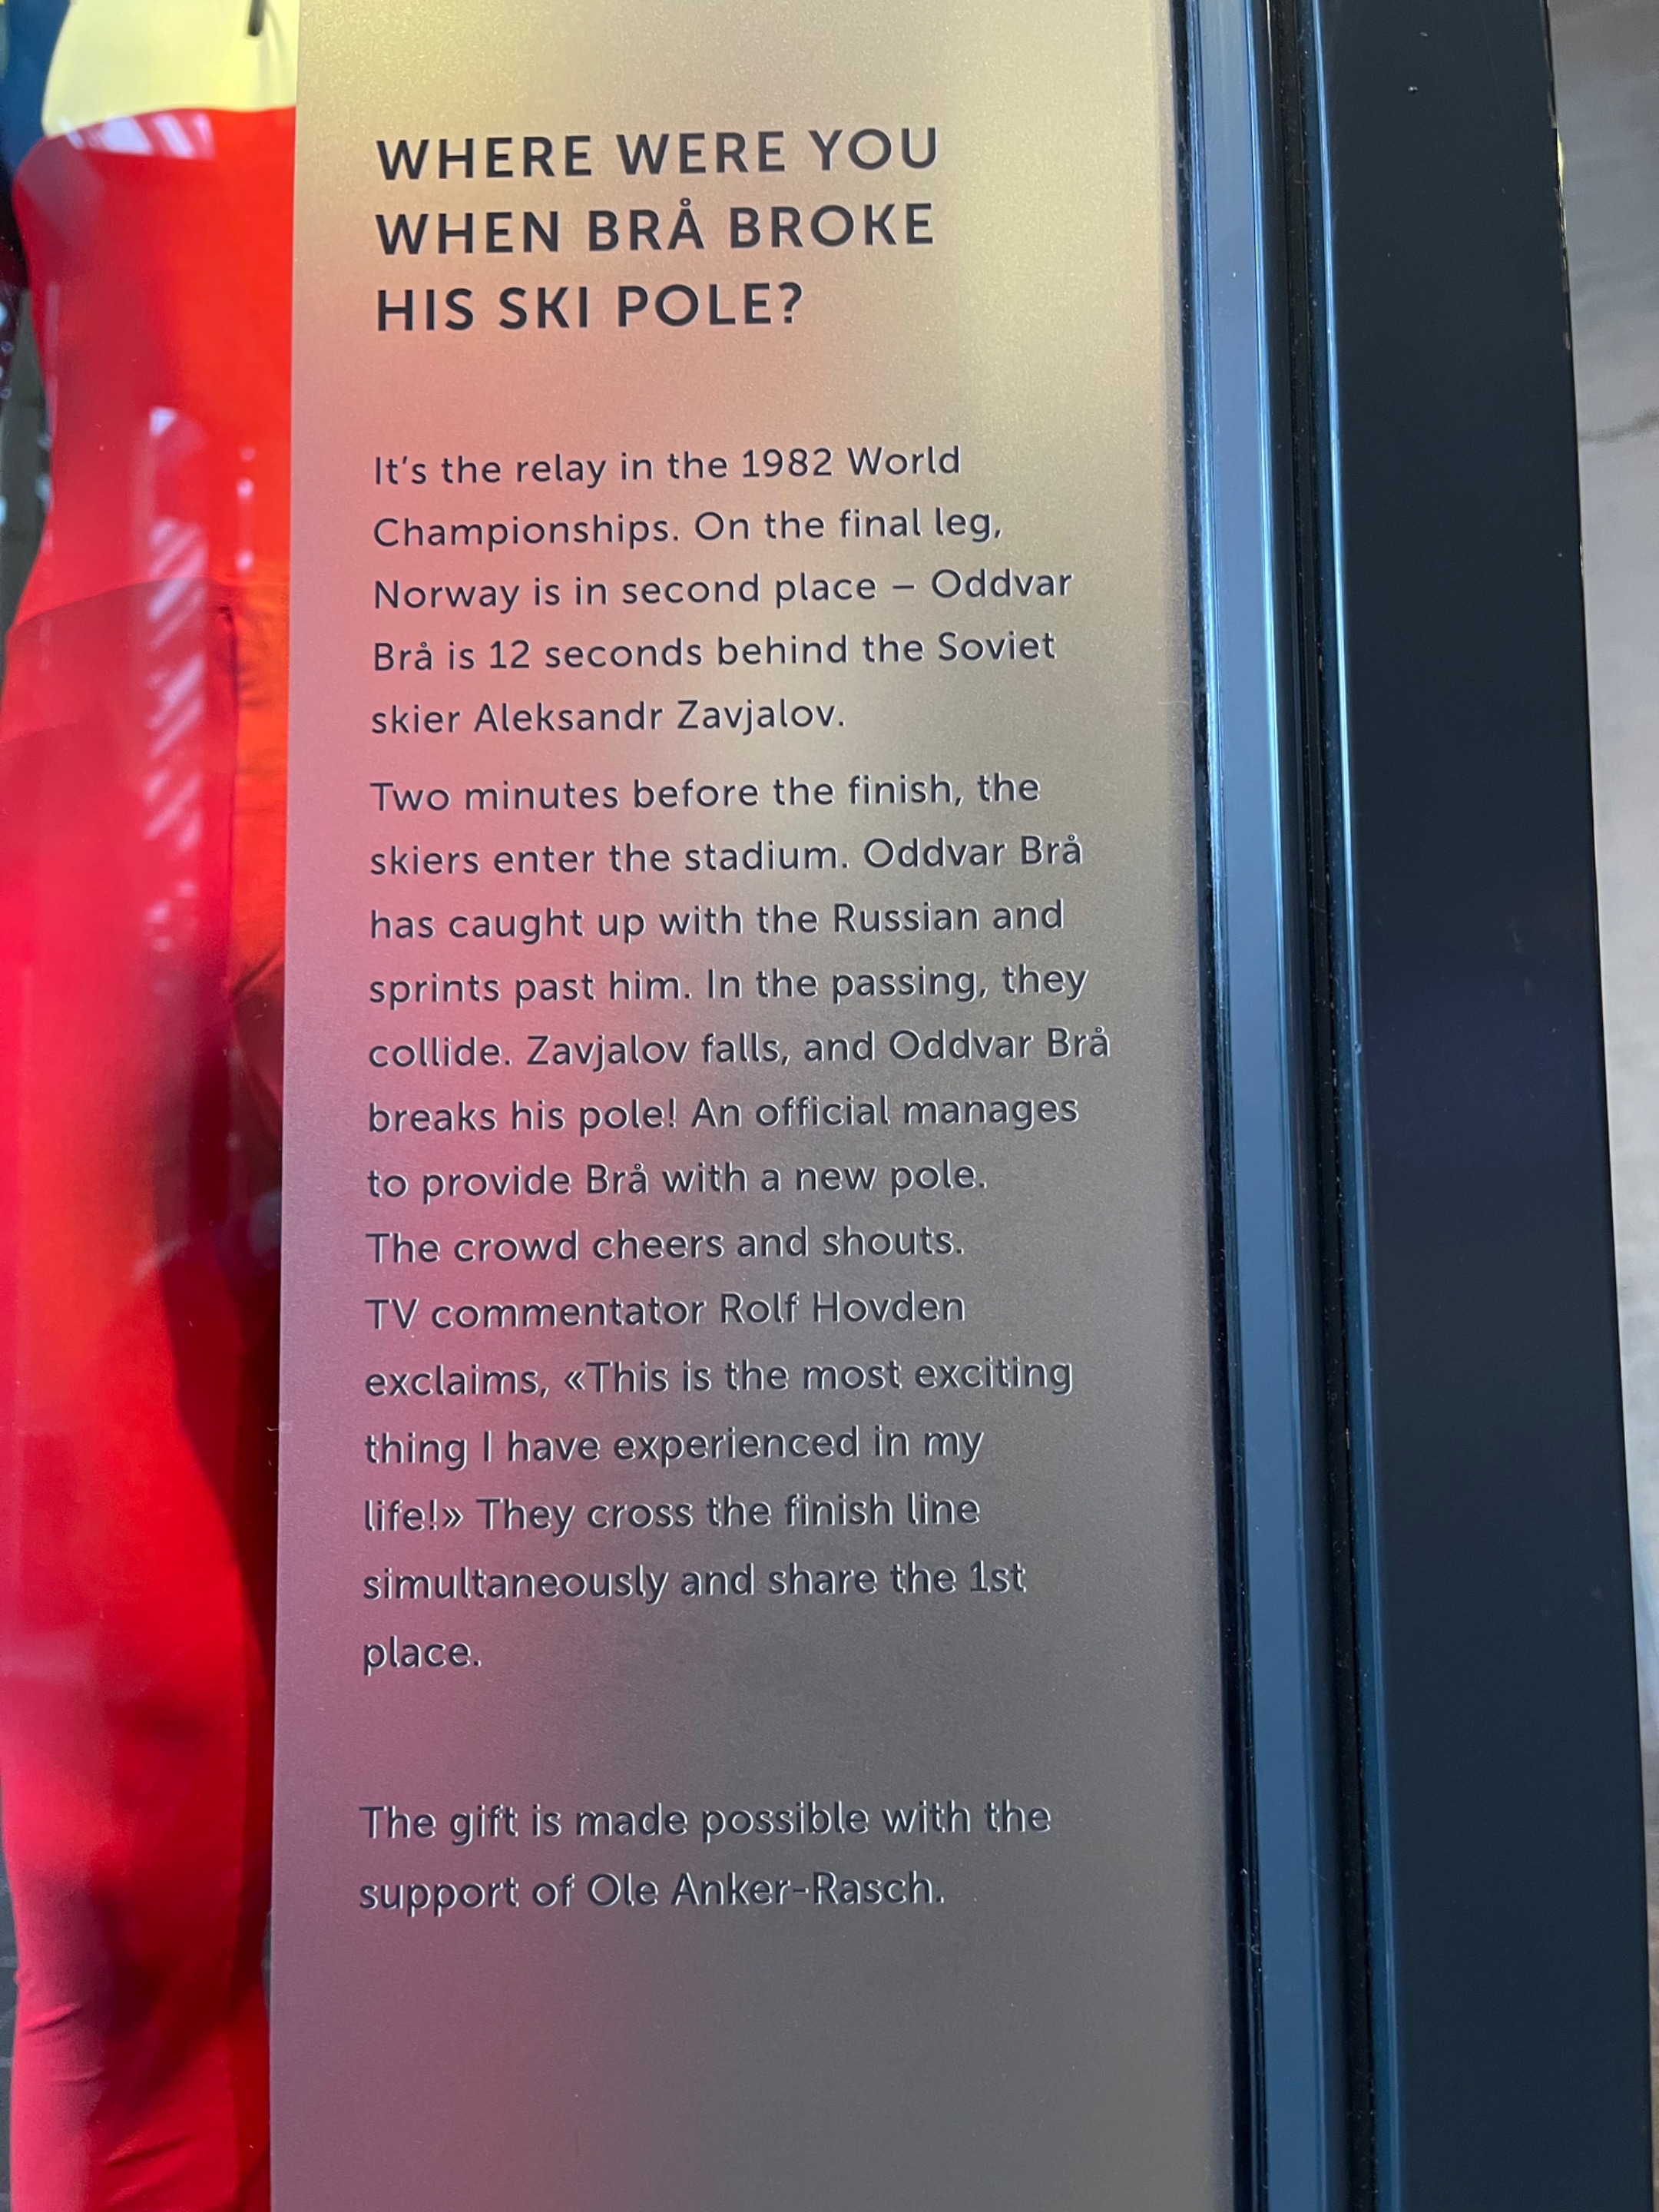 WHERE WERE YOU
WHEN BRÅ BROKE
HIS SKI POLE?
It's the relay in the 1982 World
Championships. On the final leg,
Norway is in second place – Oddvar
Brå is 12 seconds behind the Soviet
skier Aleksandr Zavjalov.
Two minutes before the finish, the
skiers enter the stadium. Oddvar Brå
has caught up with the Russian and
sprints past him. In the passing, they
collide. Zavjalov falls, and Oddvar Brå
breaks his pole! An official manages
to provide Brå with a new pole.
The crowd cheers and shouts.
TV commentator Rolf Hovden
exclaims, «This is the most exciting
thing I have experienced in my
life!» They cross the finish line
simultaneously and share the 1st
place.
The gift is made possible with the
support of Ole Anker-Rasch.